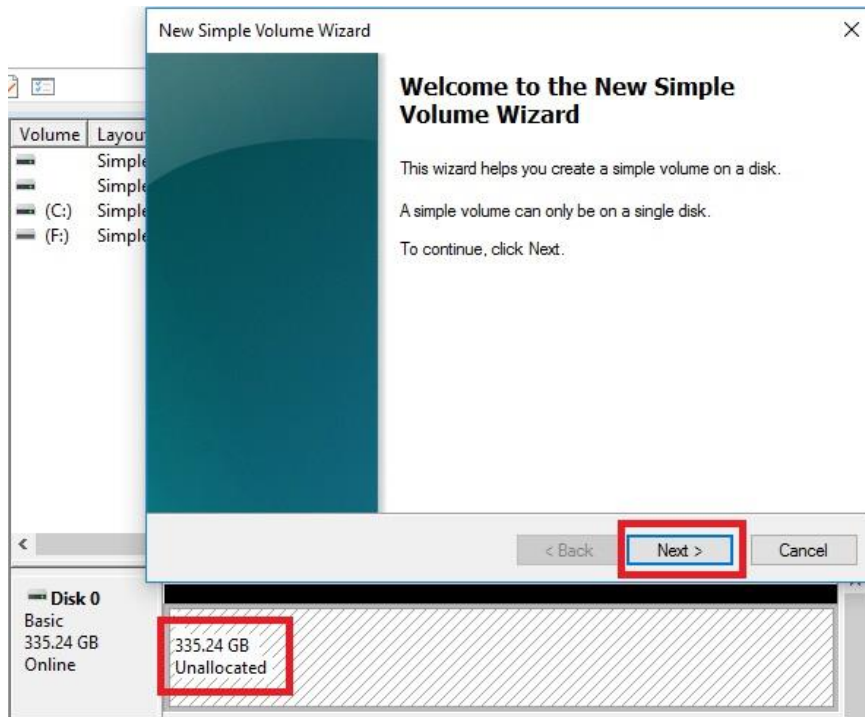 New Simple Volume Wizard
Welcome to the New Simple
Volume Wizard
This wizard helps you create a simple volume on a disk.
A simple volume can only be on a single disk.
To continue, click Next.
Volume
Simple
Simple
(C:) Simple
(F:) Simple
< Back Next > Cancel
Disk 0
Basic
335.24 GB
Online
335.24 GB
Unallocated